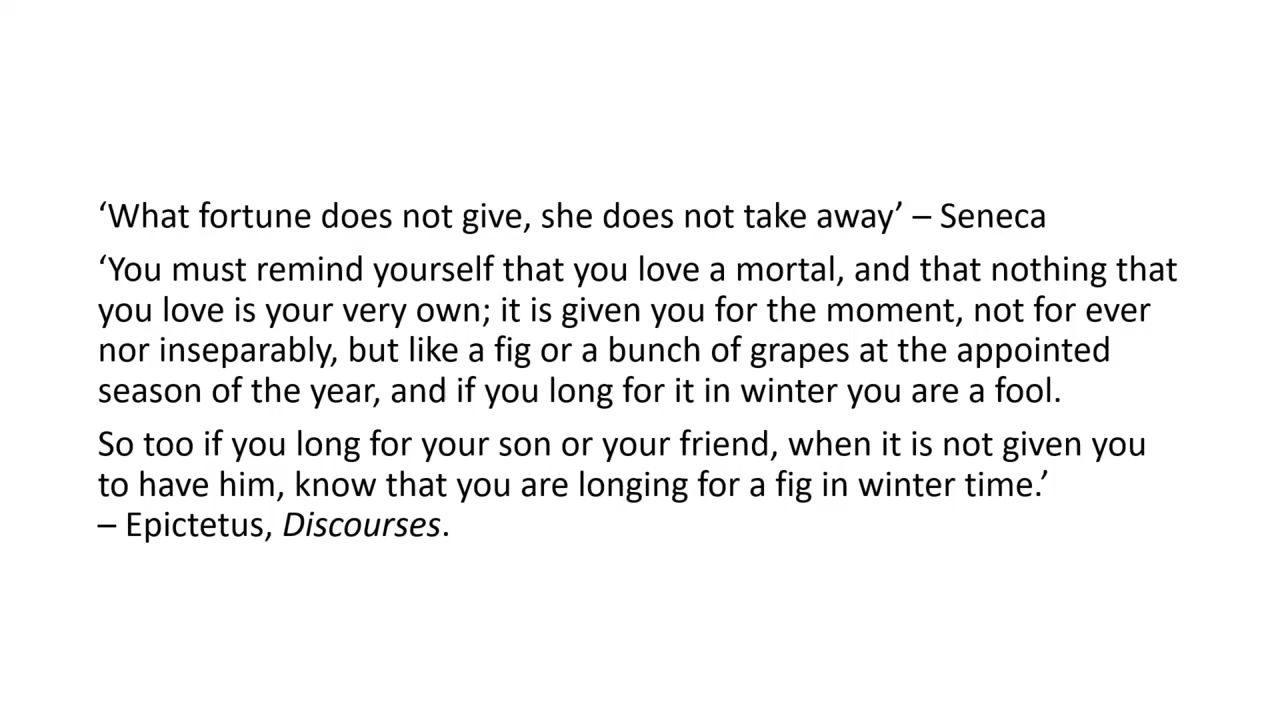 ‘What fortune does not give, she does not take away’ – Seneca
‘You must remind yourself that you love a mortal, and that nothing that
you love is your very own; it is given you for the moment, not for ever
nor inseparably, but like a fig or a bunch of grapes at the appointed
season of the year, and if you long for it in winter you are a fool.
So too if you long for your son or your friend, when it is not given you
to have him, know that you are longing for a fig in winter time.’
– Epictetus, Discourses.